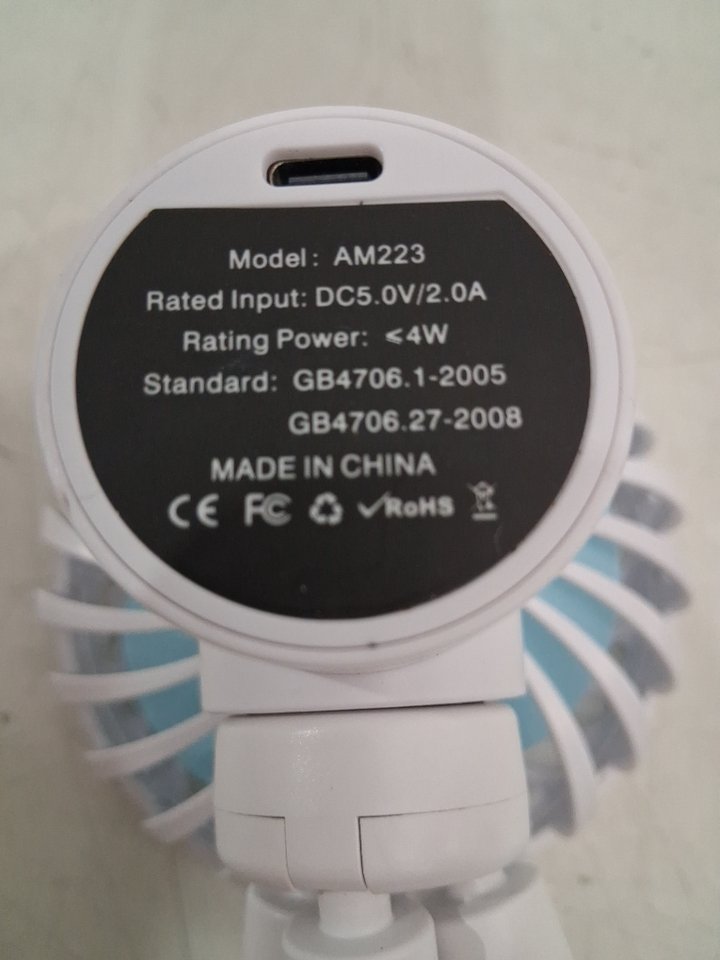 Model: AM223
Rated Input: DC5.0V/2.0A
Rating Power: ≤4W
Standard: GB4706.1-2005
GB4706.27-2008
MADE IN CHINA
CE FC ✓RoHS